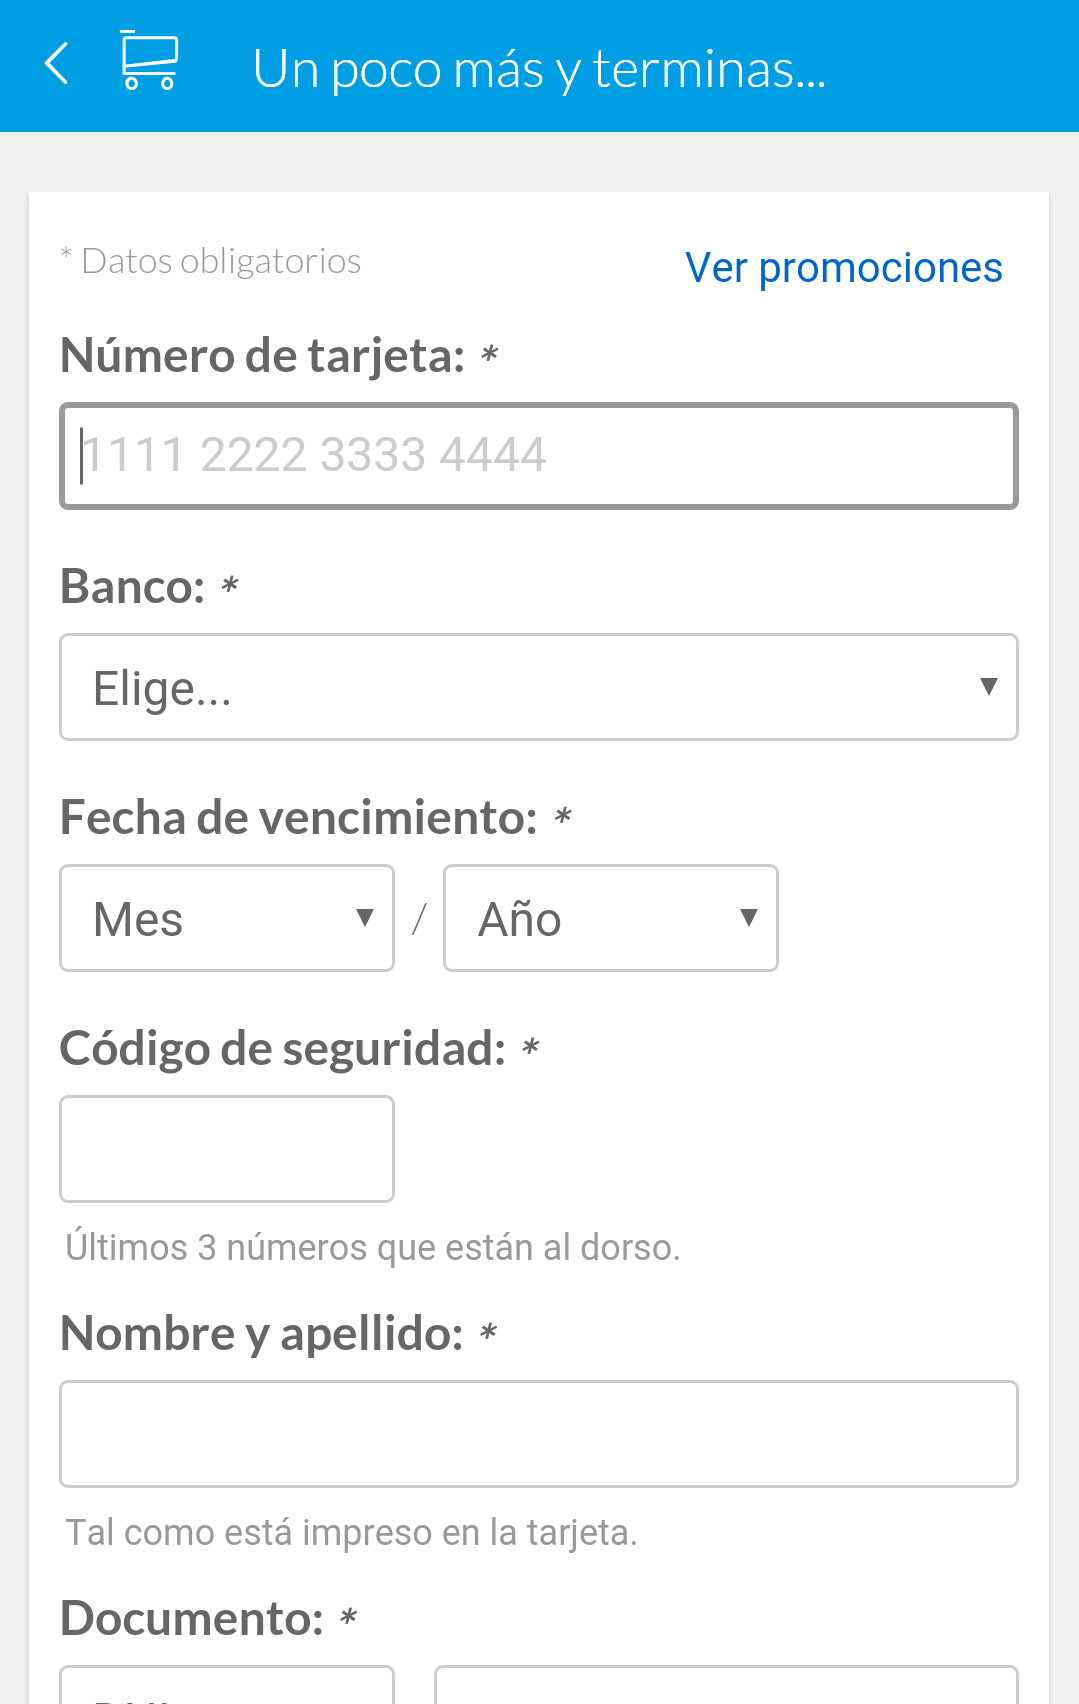 Un poco más y terminas...
* Datos obligatorios
Ver promociones
Número de tarjeta: *
1111 2222 3333 4444
Banco: *
Elige...
Fecha de vencimiento: *
Mes / Año
Código de seguridad: *
Últimos 3 números que están al dorso.
Nombre y apellido: *
Tal como está impreso en la tarjeta.
Documento: *